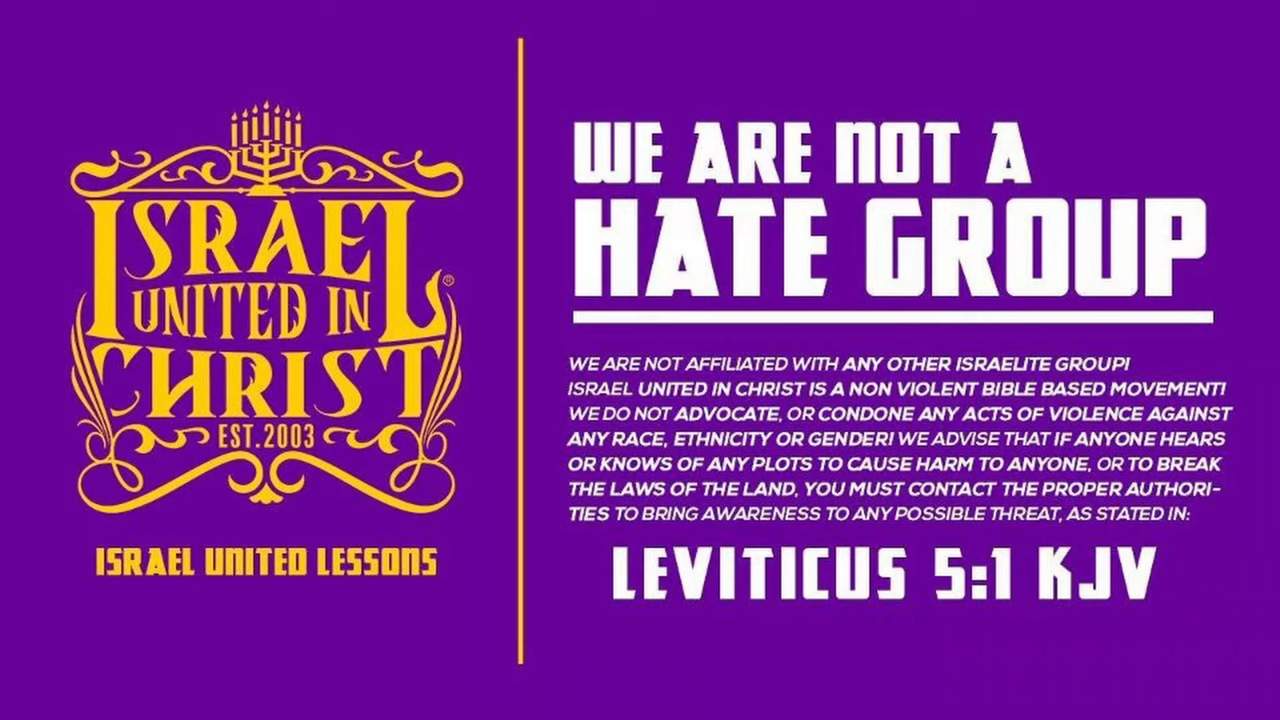 ISRAEL
UNITED IN
CHRIST
®
EST. 2003
ISRAEL UNITED LESSONS
WE ARE NOT A
HATE GROUP
WE ARE NOT AFFILIATED WITH ANY OTHER ISRAELITE GROUP!
ISRAEL UNITED IN CHRIST IS A NON VIOLENT BIBLE BASED MOVEMENT!
WE DO NOT ADVOCATE, OR CONDONE ANY ACTS OF VIOLENCE AGAINST
ANY RACE, ETHNICITY OR GENDER! WE ADVISE THAT IF ANYONE HEARS
OR KNOWS OF ANY PLOTS TO CAUSE HARM TO ANYONE, OR TO BREAK
THE LAWS OF THE LAND, YOU MUST CONTACT THE PROPER AUTHORI-
TIES TO BRING AWARENESS TO ANY POSSIBLE THREAT, AS STATED IN:
LEVITICUS 5:1 KJV